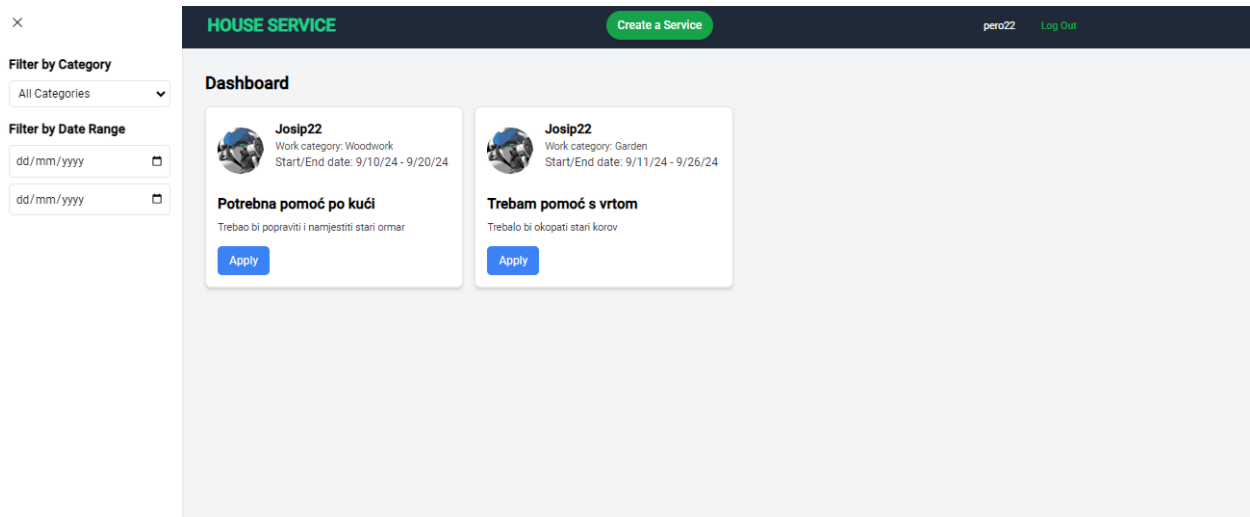 ×
HOUSE SERVICE
Create a Service
pero22
Log Out
Filter by Category
All Categories
Filter by Date Range
dd/mm/yyyy
dd/mm/yyyy
Dashboard
Josip22
Work category: Woodwork
Start/End date: 9/10/24 - 9/20/24
Potrebna pomoć po kući
Trebao bi popraviti i namjestiti stari ormar
Apply
Josip22
Work category: Garden
Start/End date: 9/11/24 - 9/26/24
Trebam pomoć s vrtom
Trebalo bi okopati stari korov
Apply